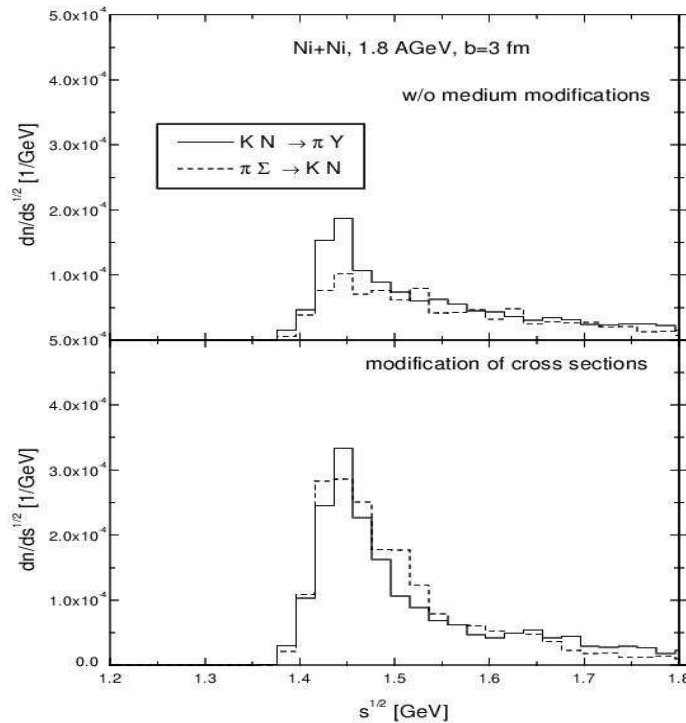 5.0x10⁻⁴
Ni+Ni, 1.8 AGeV, b=3 fm
w/o medium modifications
4.0x10⁻⁴
3.0x10⁻⁴
K N → π Y
π Σ → K N
dn/ds^1/2 [1/GeV]
2.0x10⁻⁴
1.0x10⁻⁴
5.0x10⁻⁴
modification of cross sections
4.0x10⁻⁴
3.0x10⁻⁴
dn/ds^1/2 [1/GeV]
2.0x10⁻⁴
1.0x10⁻⁴
0.0
1.2 1.3 1.4 1.5 1.6 1.7 1.8
s^1/2 [GeV]